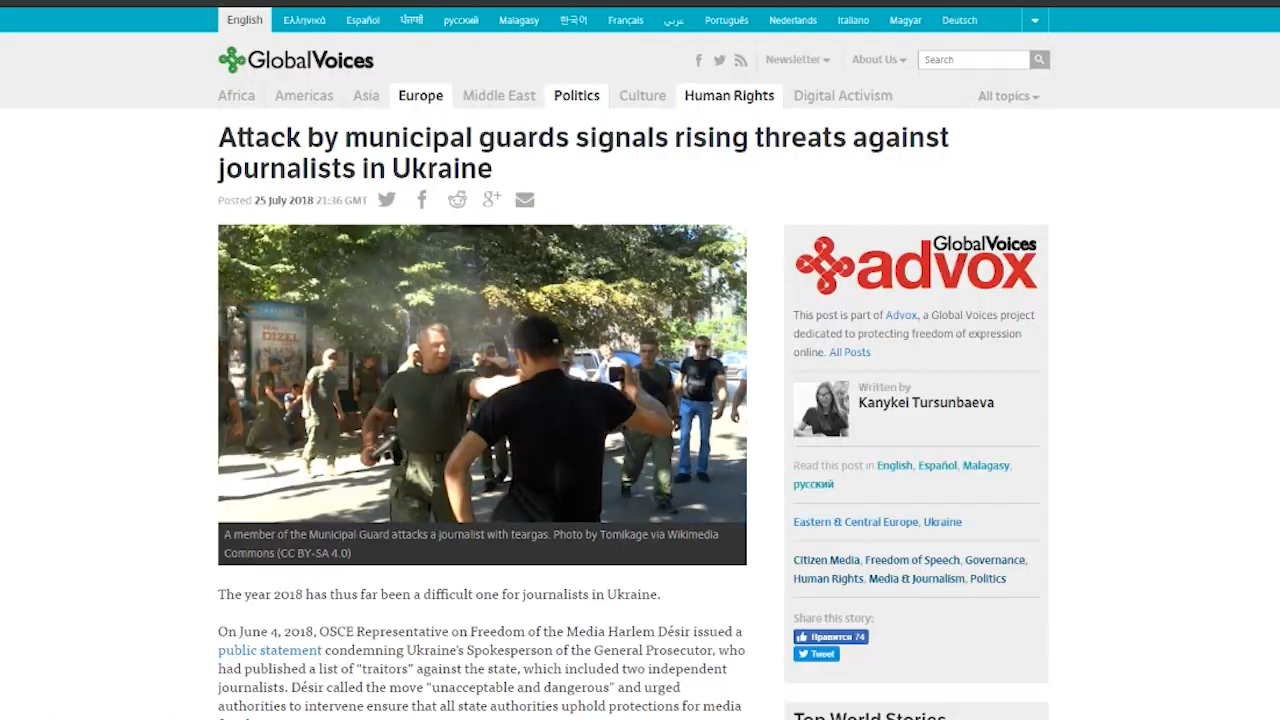 English Ελληνικά Español ਪੰਜਾਬੀ русский Malagasy 한국어 Français عربي Português Nederlands Italiano Magyar Deutsch
GlobalVoices
Newsletter About Us Search
Africa Americas Asia Europe Middle East Politics Culture Human Rights Digital Activism All topics
Attack by municipal guards signals rising threats against
journalists in Ukraine
Posted 25 July 2018 21:36 GMT
DIZEL
A member of the Municipal Guard attacks a journalist with teargas. Photo by Tomikage via Wikimedia
Commons (CC BY-SA 4.0)
The year 2018 has thus far been a difficult one for journalists in Ukraine.
On June 4, 2018, OSCE Representative on Freedom of the Media Harlem Désir issued a
public statement condemning Ukraine's Spokesperson of the General Prosecutor, who
had published a list of "traitors" against the state, which included two independent
journalists. Désir called the move "unacceptable and dangerous" and urged
authorities to intervene ensure that all state authorities uphold protections for media
GlobalVoices
advox
This post is part of Advox, a Global Voices project
dedicated to protecting freedom of expression
online. All Posts
Written by
Kanykei Tursunbaeva
Read this post in English, Español, Malagasy,
русский
Eastern & Central Europe, Ukraine
Citizen Media, Freedom of Speech, Governance,
Human Rights, Media & Journalism, Politics
Share this story:
Нравится 74
Tweet
Top World Stories